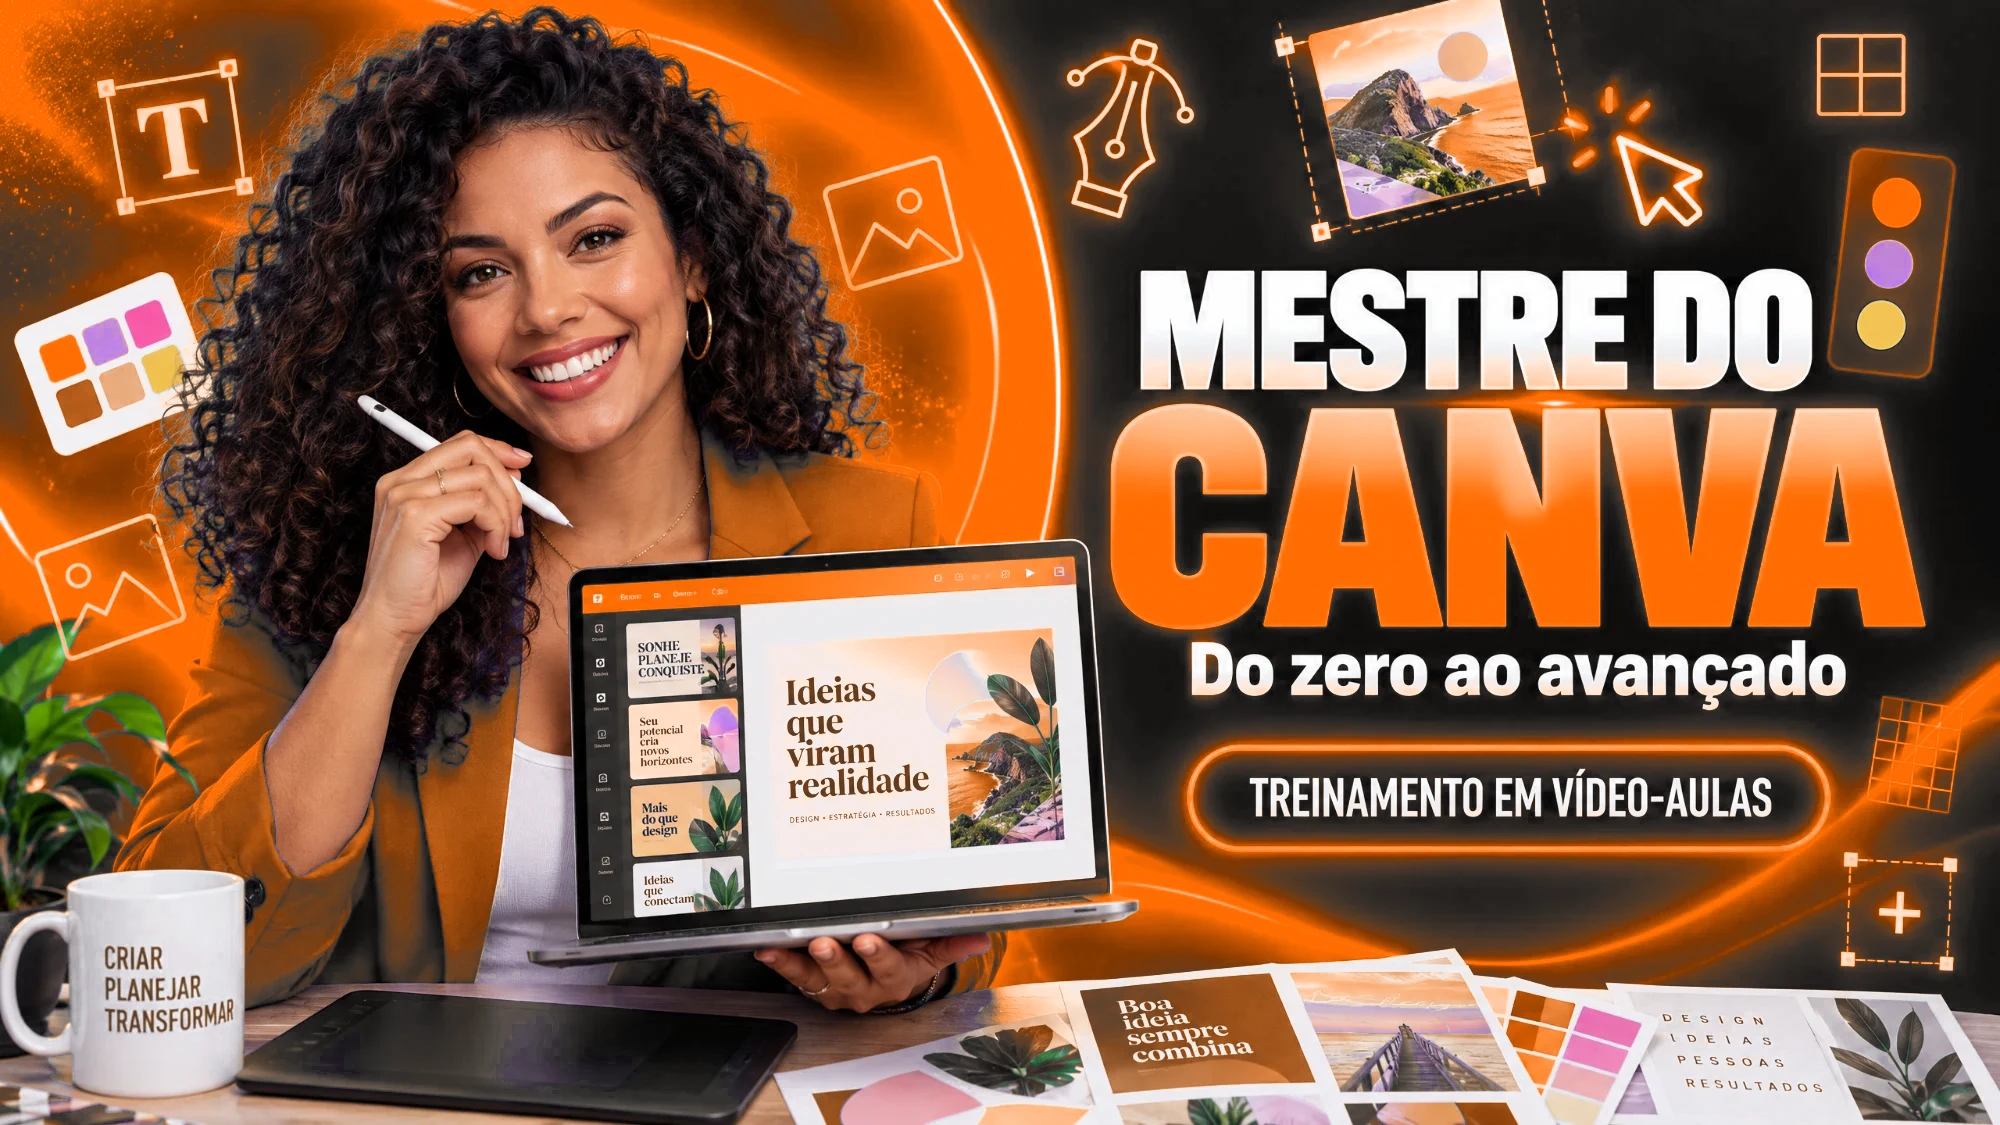 T
MESTRE DO
CANVA
Do zero ao avançado
TREINAMENTO EM VÍDEO-AULAS
SONHE
PLANEJE
CONQUISTE
Seu
potencial
cria
novos
horizontes
Mais
do que
design
Ideias
que
conectam
Ideias
que
viram
realidade
DESIGN • ESTRATÉGIA • RESULTADOS
CRIAR
PLANEJAR
TRANSFORMAR
Boa
ideia
sempre
combina
DESIGN
IDEIAS
PESSOAS
RESULTADOS